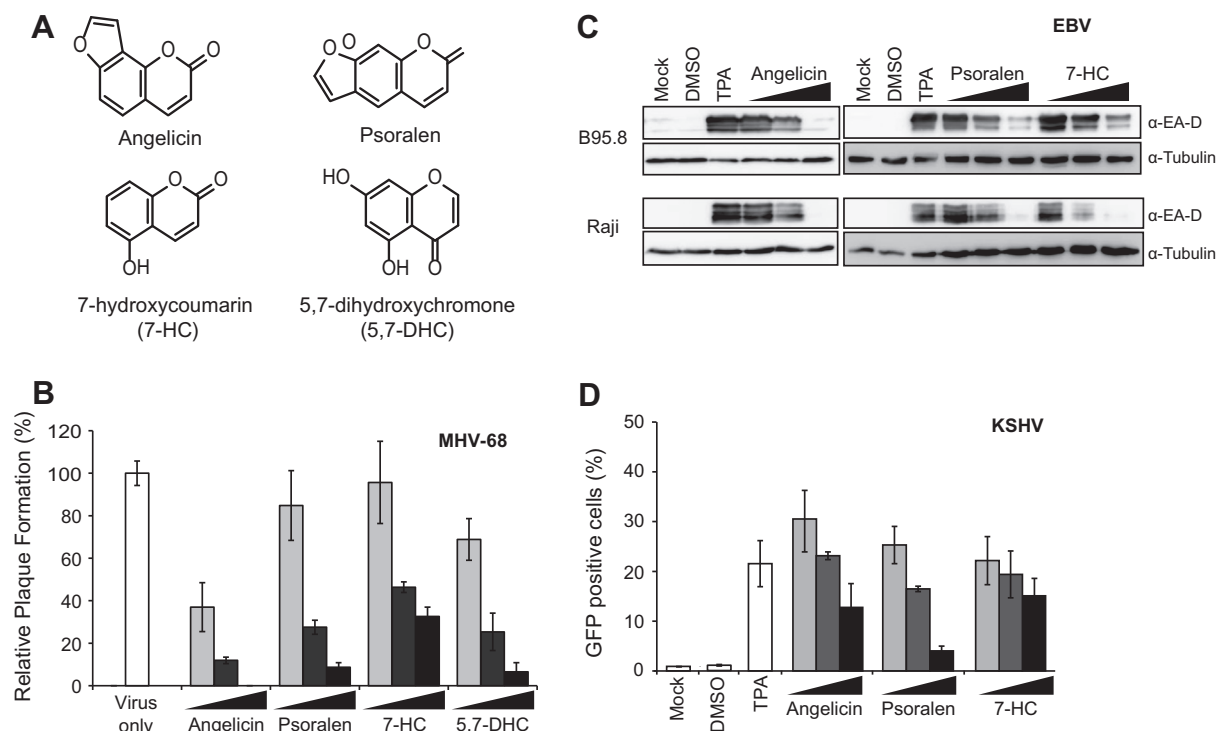 A
O
O
O
Angelicin
O O
O
Psoralen
O
O
OH
7-hydroxycoumarin
(7-HC)
HO
O
OH
O
5,7-dihydroxychromone
(5,7-DHC)
B
Relative Plaque Formation (%)
120
100
80
60
40
20
0
MHV-68
Virus
only
Angelicin
Psoralen
7-HC
5,7-DHC
C
EBV
Mock
DMSO
TPA
Angelicin
Mock
DMSO
TPA
Psoralen
7-HC
B95.8
α-EA-D
α-Tubulin
Raji
α-EA-D
α-Tubulin
D
KSHV
GFP positive cells (%)
50
40
30
20
10
0
Mock
DMSO
TPA
Angelicin
Psoralen
7-HC